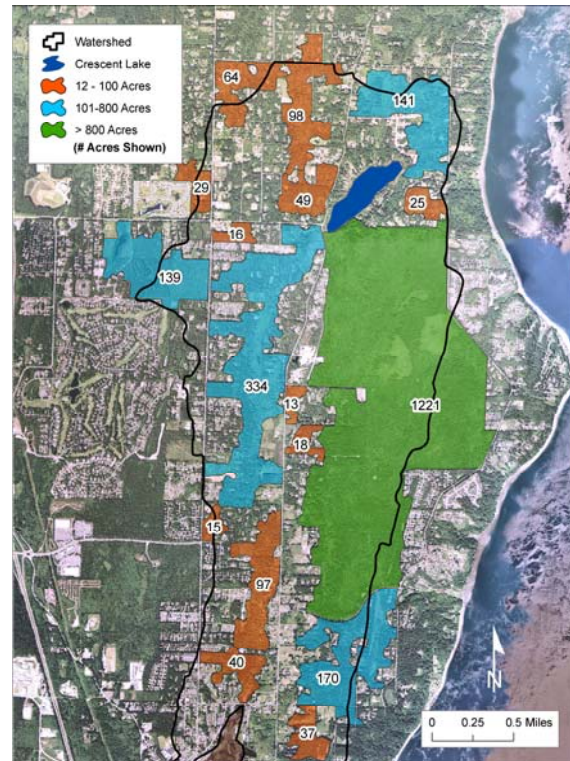 Watershed
Crescent Lake
12 - 100 Acres
101-800 Acres
> 800 Acres
(# Acres Shown)
64
141
98
29
49
25
16
139
334
13
1221
18
15
97
40
170
37
N
0 0.25 0.5 Miles